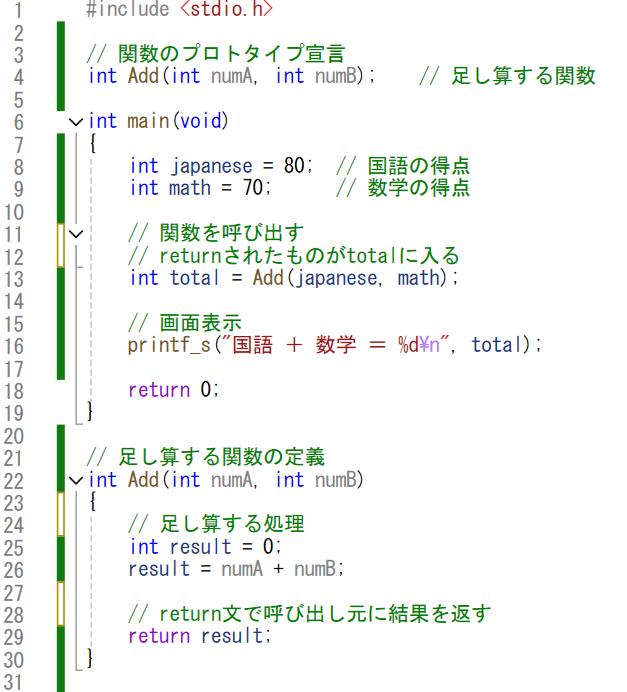 1 #include <stdio.h>
2
3 // 関数のプロトタイプ宣言
4 int Add(int numA, int numB);    // 足し算する関数
5
6 int main(void)
7 {
8     int japanese = 80;  // 国語の得点
9     int math = 70;      // 数学の得点
10
11     // 関数を呼び出す
12     // returnされたものがtotalに入る
13     int total = Add(japanese, math);
14
15     // 画面表示
16     printf_s("国語 ＋ 数学 ＝ %d¥n", total);
17
18     return 0;
19 }
20
21 // 足し算する関数の定義
22 int Add(int numA, int numB)
23 {
24     // 足し算する処理
25     int result = 0;
26     result = numA + numB;
27
28     // return文で呼び出し元に結果を返す
29     return result;
30 }
31